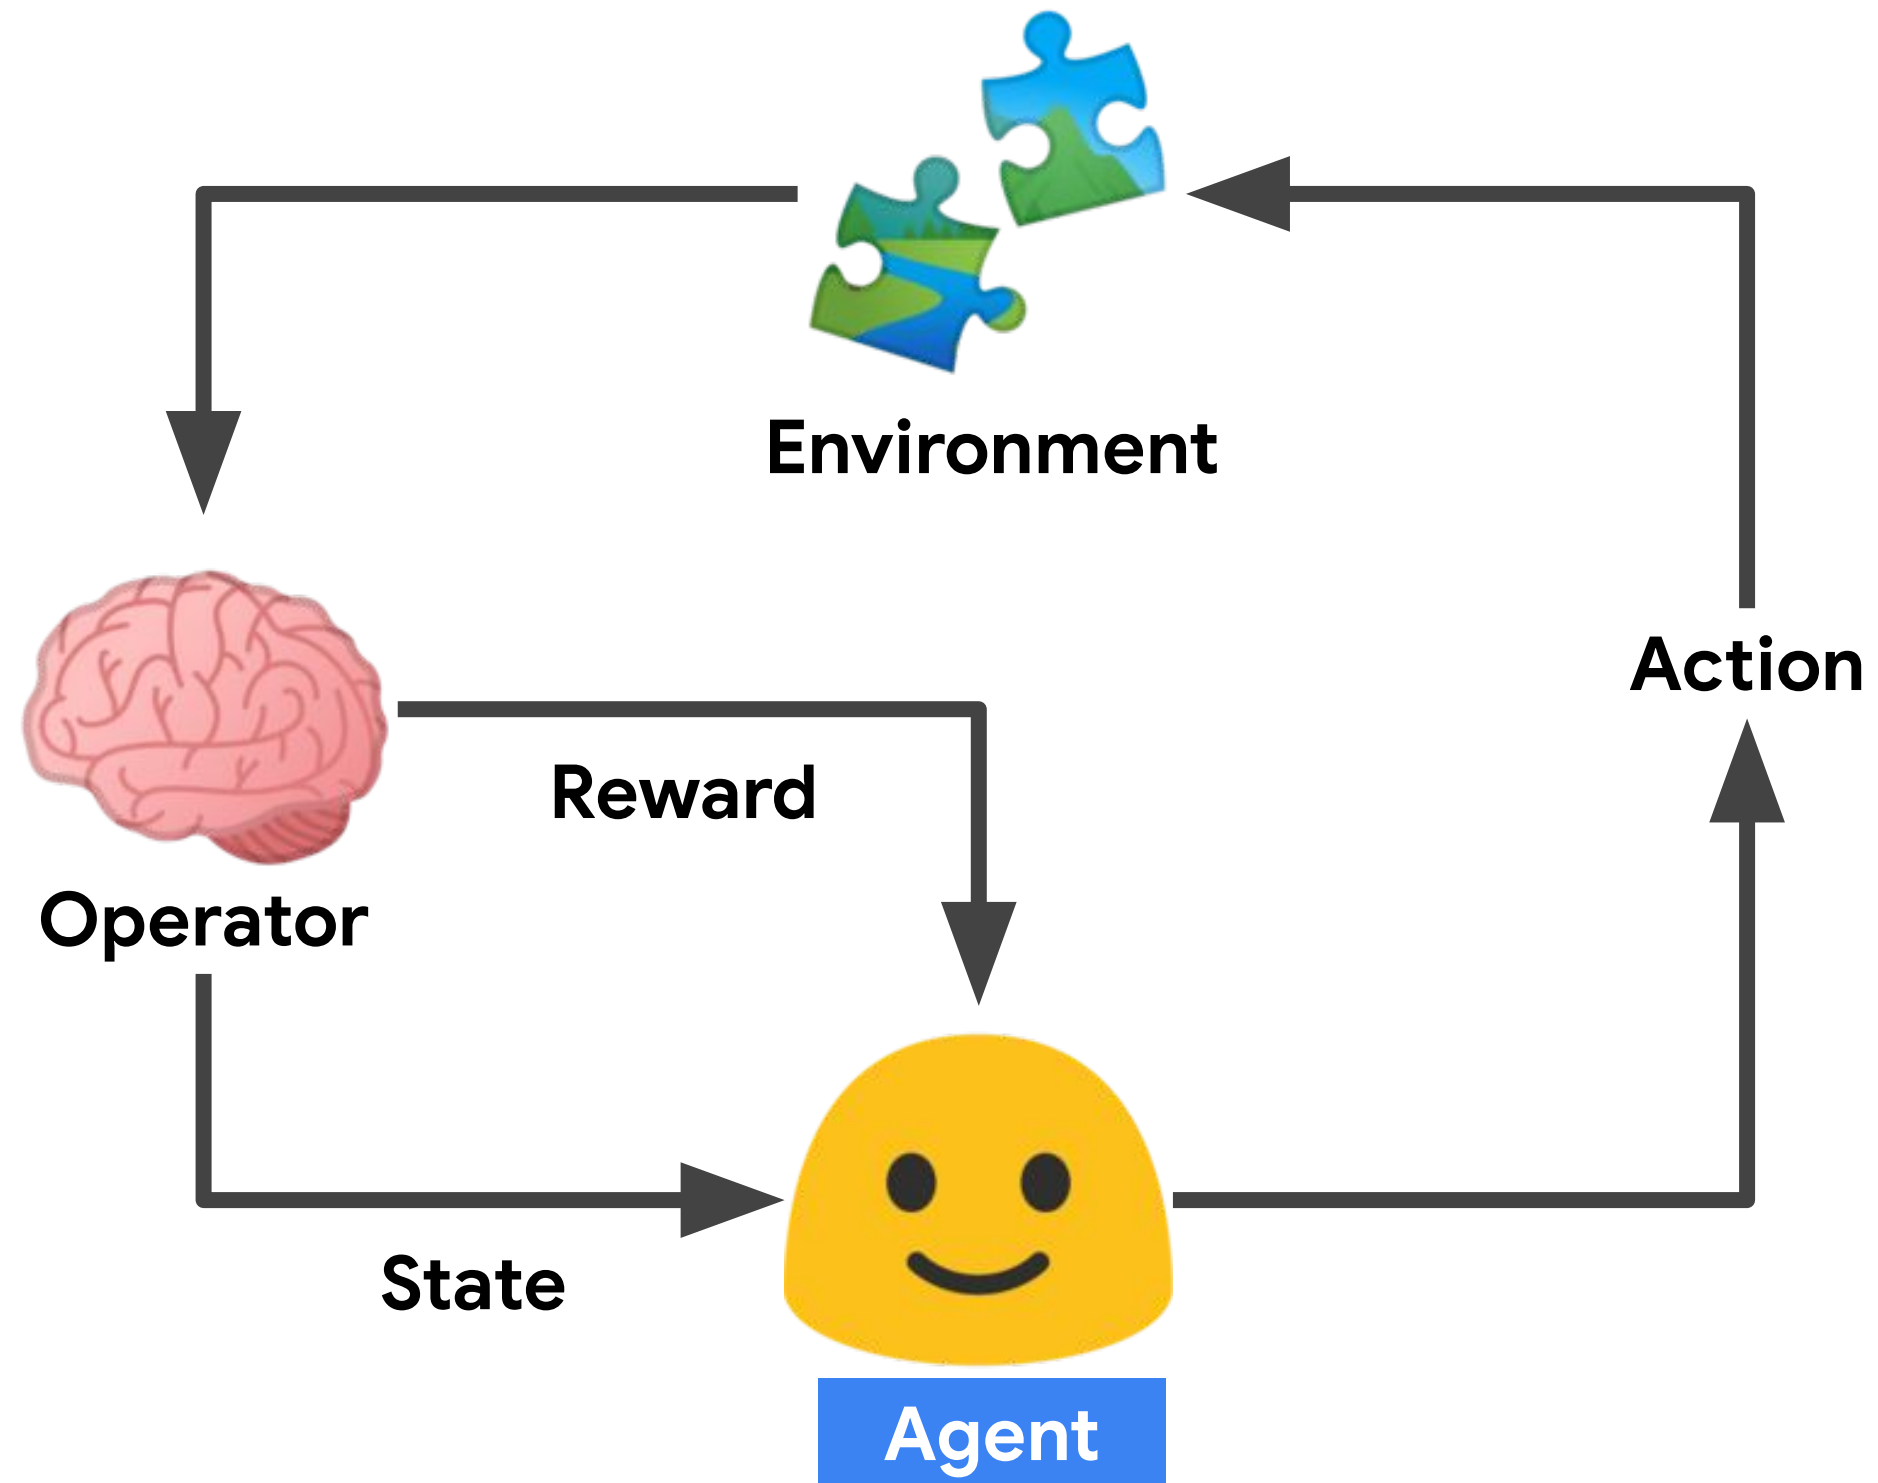 Environment
Action
Reward
Operator
State
Agent